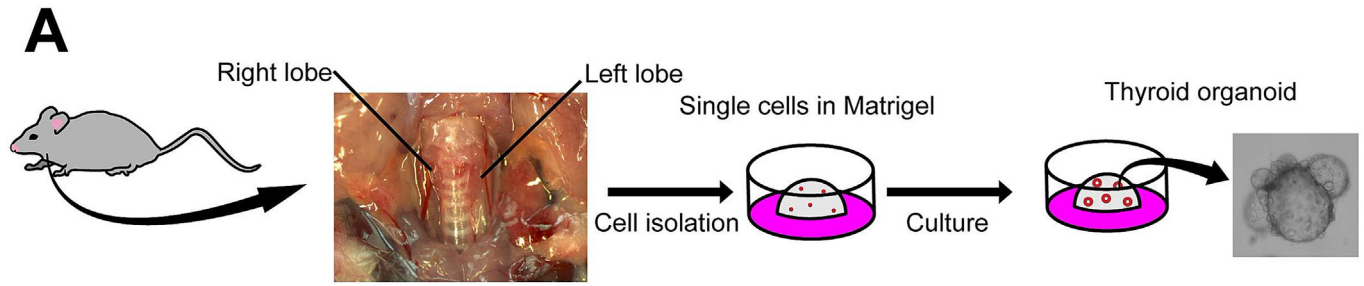 A
Right lobe
Left lobe
Single cells in Matrigel
Thyroid organoid
Cell isolation
Culture